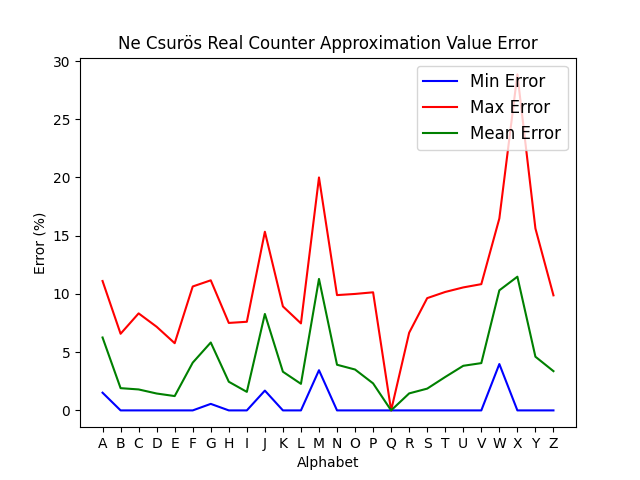 Ne Csurös Real Counter Approximation Value Error
Min Error
Max Error
Mean Error
30
25
20
15
10
5
0
Error (%)
A B C D E F G H I J K L M N O P Q R S T U V W X Y Z
Alphabet